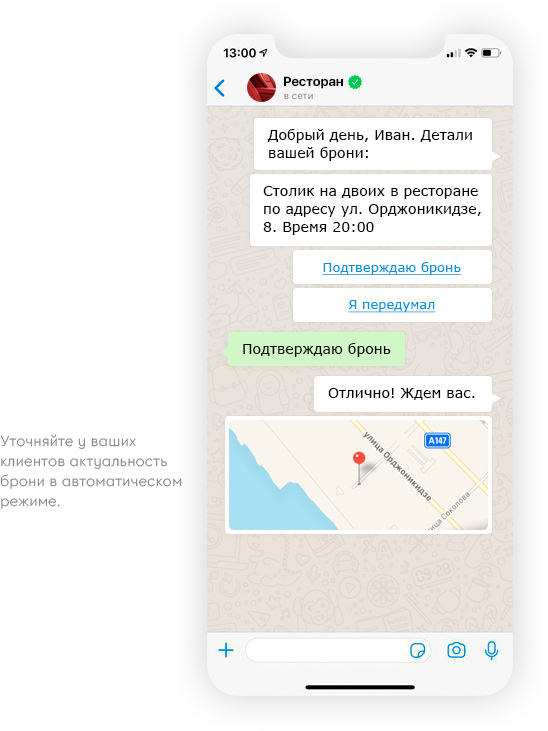 13:00
Ресторан
в сети
Добрый день, Иван. Детали
вашей брони:
Столик на двоих в ресторане
по адресу ул. Орджоникидзе,
8. Время 20:00
Подтверждаю бронь
Я передумал
Подтверждаю бронь
Отлично! Ждем вас.
A147
улица Орджоникидзе
улица Соколова...
Уточняйте у ваших
клиентов актуальность
брони в автоматическом
режиме.